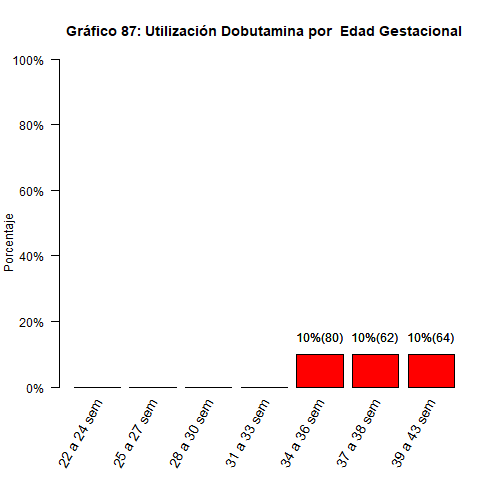 Gráfico 87: Utilización Dobutamina por  Edad Gestacional
Porcentaje
100%
80%
60%
40%
20%
0%
10%(80)
10%(62)
10%(64)
22 a 24 sem
25 a 27 sem
28 a 30 sem
31 a 33 sem
34 a 36 sem
37 a 38 sem
39 a 43 sem